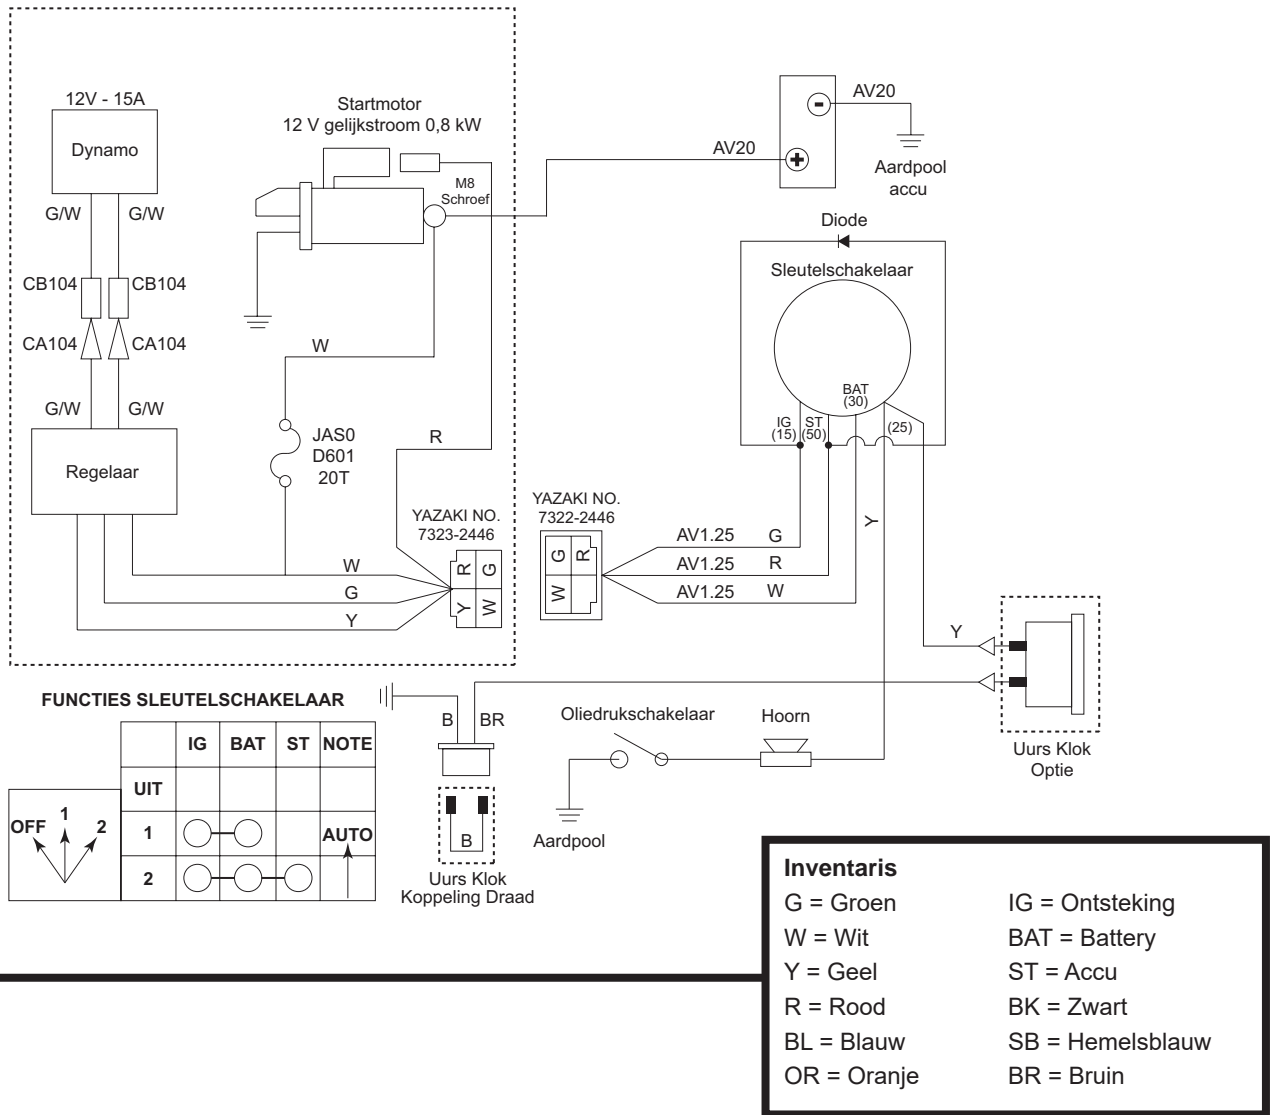 12V - 15A
Dynamo
G/W G/W
CB104 CB104
CA104 CA104
G/W G/W
Regelaar
Startmotor
12 V gelijkstroom 0,8 kW
M8
Schroef
W
JAS0
D601
20T
R
YAZAKI NO.
7323-2446
R G
Y W
W
G
Y
AV20
AV20
-
+
Aardpool
accu
Diode
Sleutelschakelaar
BAT
(30)
IG
(15)
ST
(50)
(25)
YAZAKI NO.
7322-2446
G R
W
AV1.25 G
AV1.25 R
AV1.25 W
Y
Y
Uurs Klok
Optie
FUNCTIES SLEUTELSCHAKELAAR
IG BAT ST NOTE
UIT
1 AUTO
2
OFF 1 2
B BR
B
Uurs Klok
Koppeling Draad
Oliedrukschakelaar
Hoorn
Aardpool
Inventaris
G = Groen IG = Ontsteking
W = Wit BAT = Battery
Y = Geel ST = Accu
R = Rood BK = Zwart
BL = Blauw SB = Hemelsblauw
OR = Oranje BR = Bruin